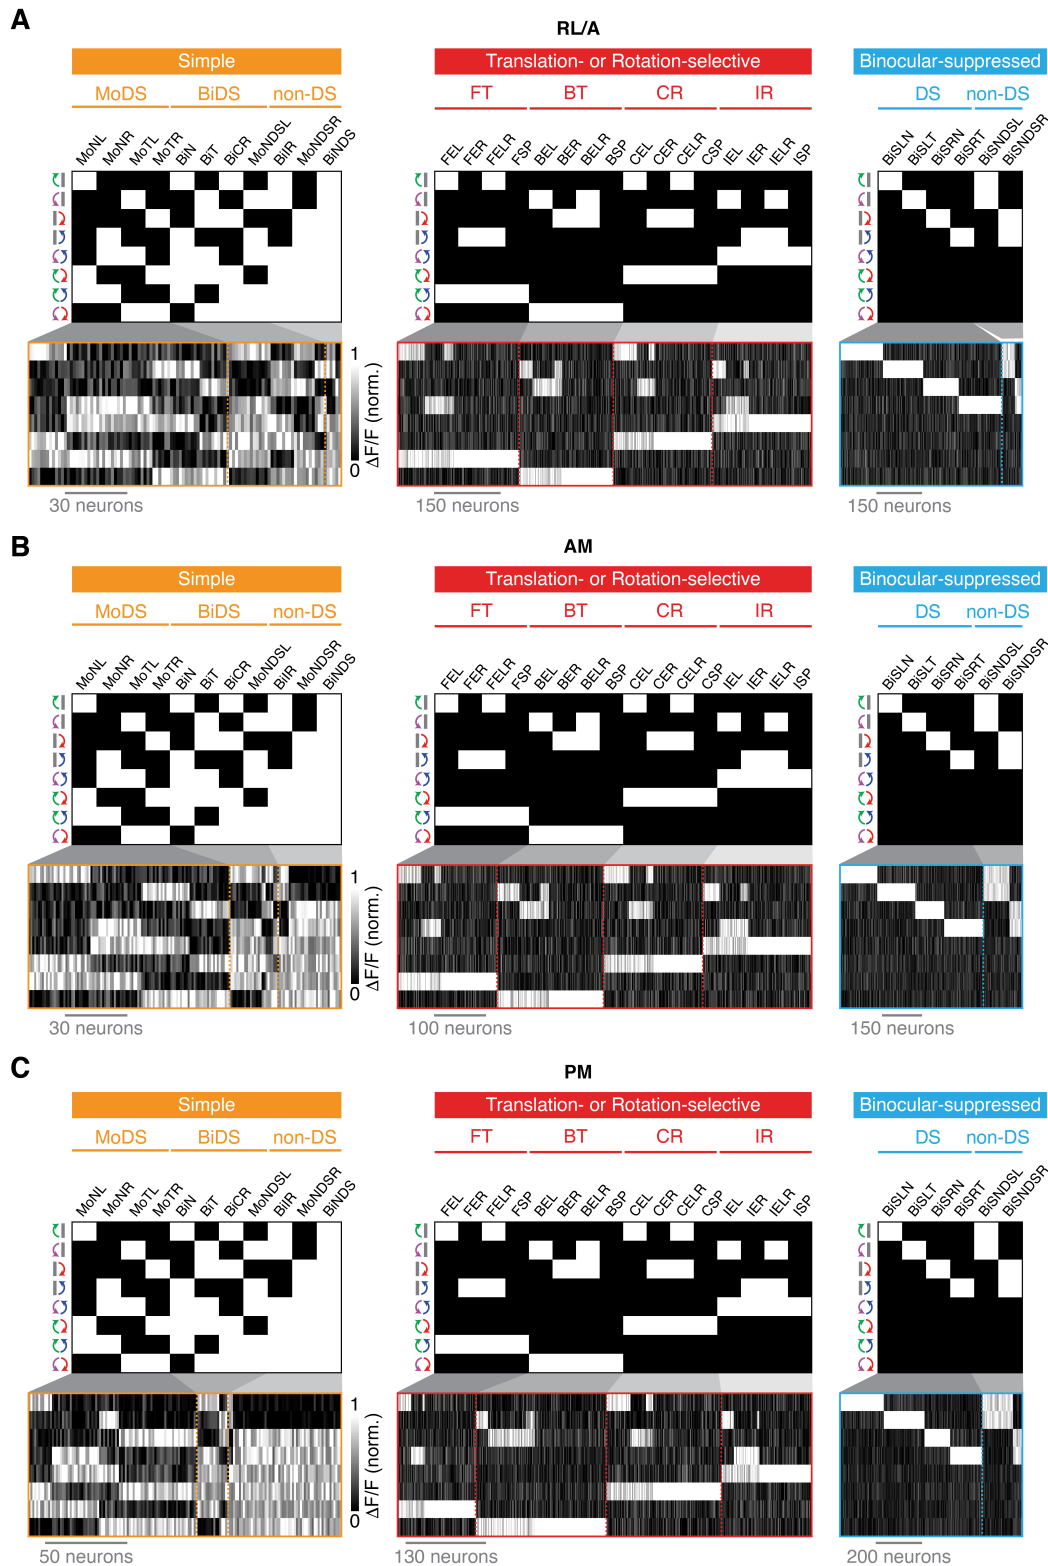 A
RL/A
Simple
Translation- or Rotation-selective
Binocular-suppressed
MoDS BiDS non-DS
FT BT CR IR
DS non-DS
MoNL MoNR MoTL MoTR BiN BiT BiCR MoNDSL BiIR MoNDSR BiNDS
FEL FER FELR FSP BEL BER BELR BSP CEL CER CELR CSP IEL IER IELR ISP
BiSLN BiSLT BiSRN BiSRT BiSNDSL BiSNDSR
1
0
ΔF/F (norm.)
30 neurons
150 neurons
150 neurons
B
AM
Simple
Translation- or Rotation-selective
Binocular-suppressed
MoDS BiDS non-DS
FT BT CR IR
DS non-DS
MoNL MoNR MoTL MoTR BiN BiT BiCR MoNDSL BiIR MoNDSR BiNDS
FEL FER FELR FSP BEL BER BELR BSP CEL CER CELR CSP IEL IER IELR ISP
BiSLN BiSLT BiSRN BiSRT BiSNDSL BiSNDSR
1
0
ΔF/F (norm.)
30 neurons
100 neurons
150 neurons
C
PM
Simple
Translation- or Rotation-selective
Binocular-suppressed
MoDS BiDS non-DS
FT BT CR IR
DS non-DS
MoNL MoNR MoTL MoTR BiN BiT BiCR MoNDSL BiIR MoNDSR BiNDS
FEL FER FELR FSP BEL BER BELR BSP CEL CER CELR CSP IEL IER IELR ISP
BiSLN BiSLT BiSRN BiSRT BiSNDSL BiSNDSR
1
0
ΔF/F (norm.)
50 neurons
130 neurons
200 neurons